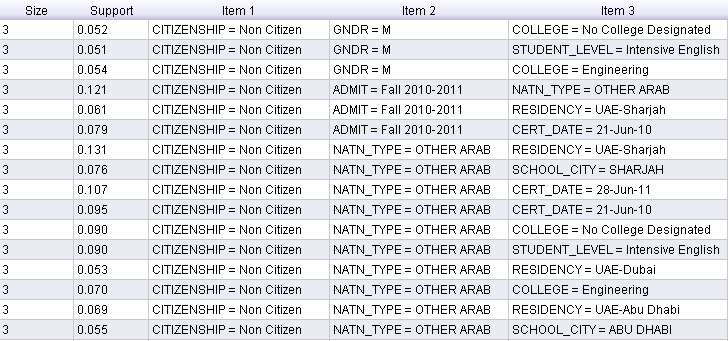 Size Support Item 1 Item 2 Item 3
3 0.052 CITIZENSHIP = Non Citizen GNDR = M COLLEGE = No College Designated
3 0.051 CITIZENSHIP = Non Citizen GNDR = M STUDENT_LEVEL = Intensive English
3 0.054 CITIZENSHIP = Non Citizen GNDR = M COLLEGE = Engineering
3 0.121 CITIZENSHIP = Non Citizen ADMIT = Fall 2010-2011 NATN_TYPE = OTHER ARAB
3 0.061 CITIZENSHIP = Non Citizen ADMIT = Fall 2010-2011 RESIDENCY = UAE-Sharjah
3 0.079 CITIZENSHIP = Non Citizen ADMIT = Fall 2010-2011 CERT_DATE = 21-Jun-10
3 0.131 CITIZENSHIP = Non Citizen NATN_TYPE = OTHER ARAB RESIDENCY = UAE-Sharjah
3 0.076 CITIZENSHIP = Non Citizen NATN_TYPE = OTHER ARAB SCHOOL_CITY = SHARJAH
3 0.107 CITIZENSHIP = Non Citizen NATN_TYPE = OTHER ARAB CERT_DATE = 28-Jun-11
3 0.095 CITIZENSHIP = Non Citizen NATN_TYPE = OTHER ARAB CERT_DATE = 21-Jun-10
3 0.090 CITIZENSHIP = Non Citizen NATN_TYPE = OTHER ARAB COLLEGE = No College Designated
3 0.090 CITIZENSHIP = Non Citizen NATN_TYPE = OTHER ARAB STUDENT_LEVEL = Intensive English
3 0.053 CITIZENSHIP = Non Citizen NATN_TYPE = OTHER ARAB RESIDENCY = UAE-Dubai
3 0.070 CITIZENSHIP = Non Citizen NATN_TYPE = OTHER ARAB COLLEGE = Engineering
3 0.069 CITIZENSHIP = Non Citizen NATN_TYPE = OTHER ARAB RESIDENCY = UAE-Abu Dhabi
3 0.055 CITIZENSHIP = Non Citizen NATN_TYPE = OTHER ARAB SCHOOL_CITY = ABU DHABI